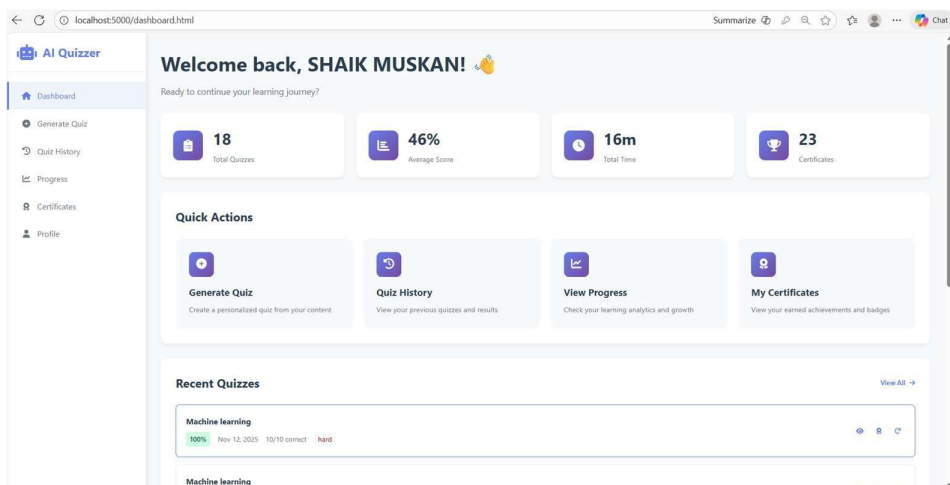 localhost:5000/dashboard.html
Summarize
Chat
AI Quizzer
Dashboard
Generate Quiz
Quiz History
Progress
Certificates
Profile
Welcome back, SHAIK MUSKAN!
Ready to continue your learning journey?
18
Total Quizzes
46%
Average Score
16m
Total Time
23
Certificates
Quick Actions
Generate Quiz
Create a personalized quiz from your content
Quiz History
View your previous quizzes and results
View Progress
Check your learning analytics and growth
My Certificates
View your earned achievements and badges
Recent Quizzes
View All →
Machine learning
100% Nov 12, 2025 10/10 correct hard
Machine learning